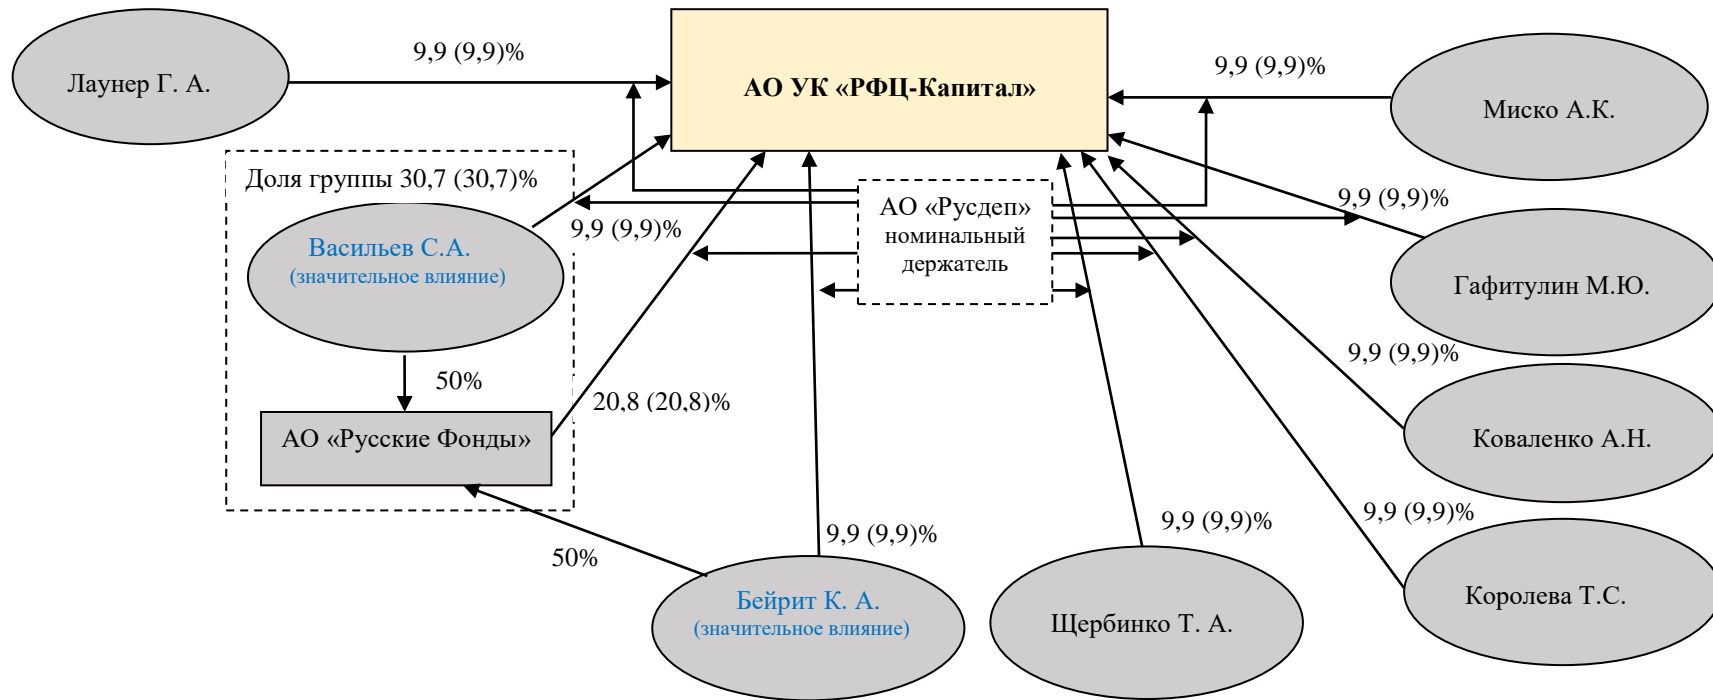 9,9 (9,9)%
Лаунер Г. А.
АО УК «РФЦ-Капитал»
9,9 (9,9)%
Миско А.К.
Доля группы 30,7 (30,7)%
9,9 (9,9)%
Васильев С.А.
(значительное влияние)
АО «Русдеп»
номинальный
держатель
9,9 (9,9)%
Гафитулин М.Ю.
50%
20,8 (20,8)%
АО «Русские Фонды»
9,9 (9,9)%
Коваленко А.Н.
50%
9,9 (9,9)%
Бейрит К. А.
(значительное влияние)
9,9 (9,9)%
Щербинко Т. А.
9,9 (9,9)%
Королева Т.С.